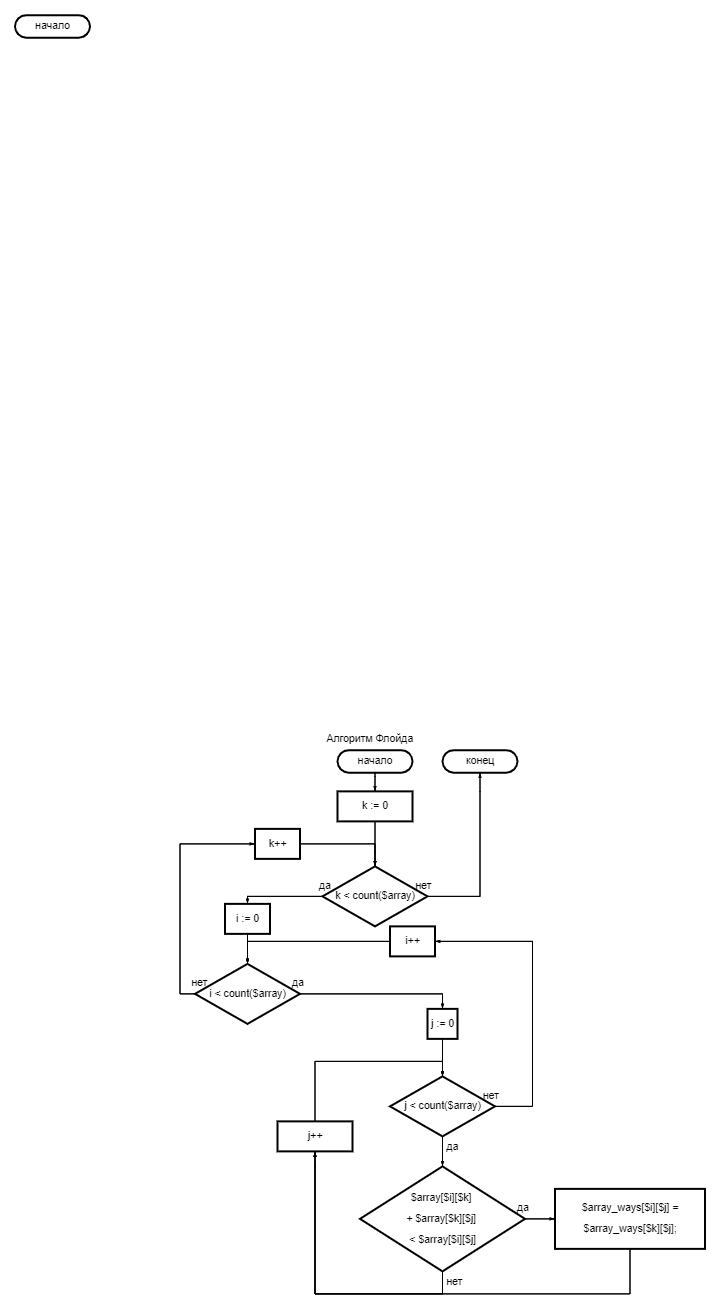 начало
Алгоритм Флойда
начало
конец
k := 0
k++
да
k < count($array)
нет
i := 0
i++
нет
i < count($array)
да
j := 0
j < count($array)
нет
j++
да
$array[$i][$k]
+ $array[$k][$j]
< $array[$i][$j]
да
$array_ways[$i][$j] =
$array_ways[$k][$j];
нет